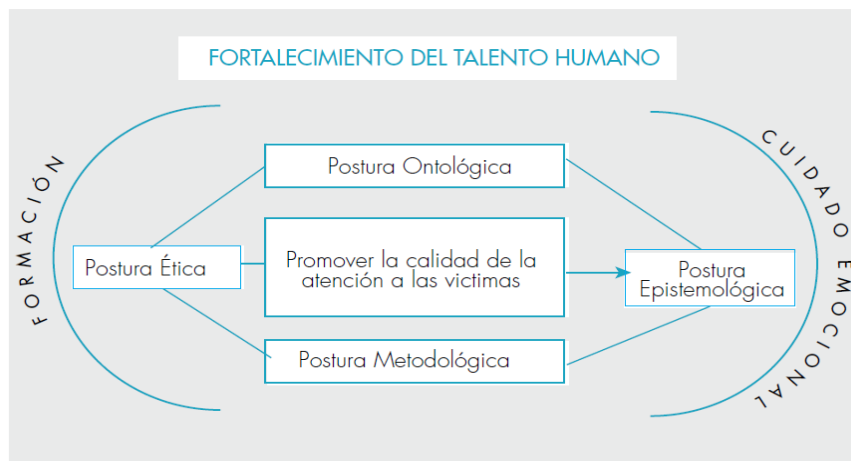 FORTALECIMIENTO DEL TALENTO HUMANO
FORMACIÓN
CUIDADO EMOCIONAL
Postura Ontológica
Postura Ética
Promover la calidad de la
atención a las victimas
Postura
Epistemológica
Postura Metodológica